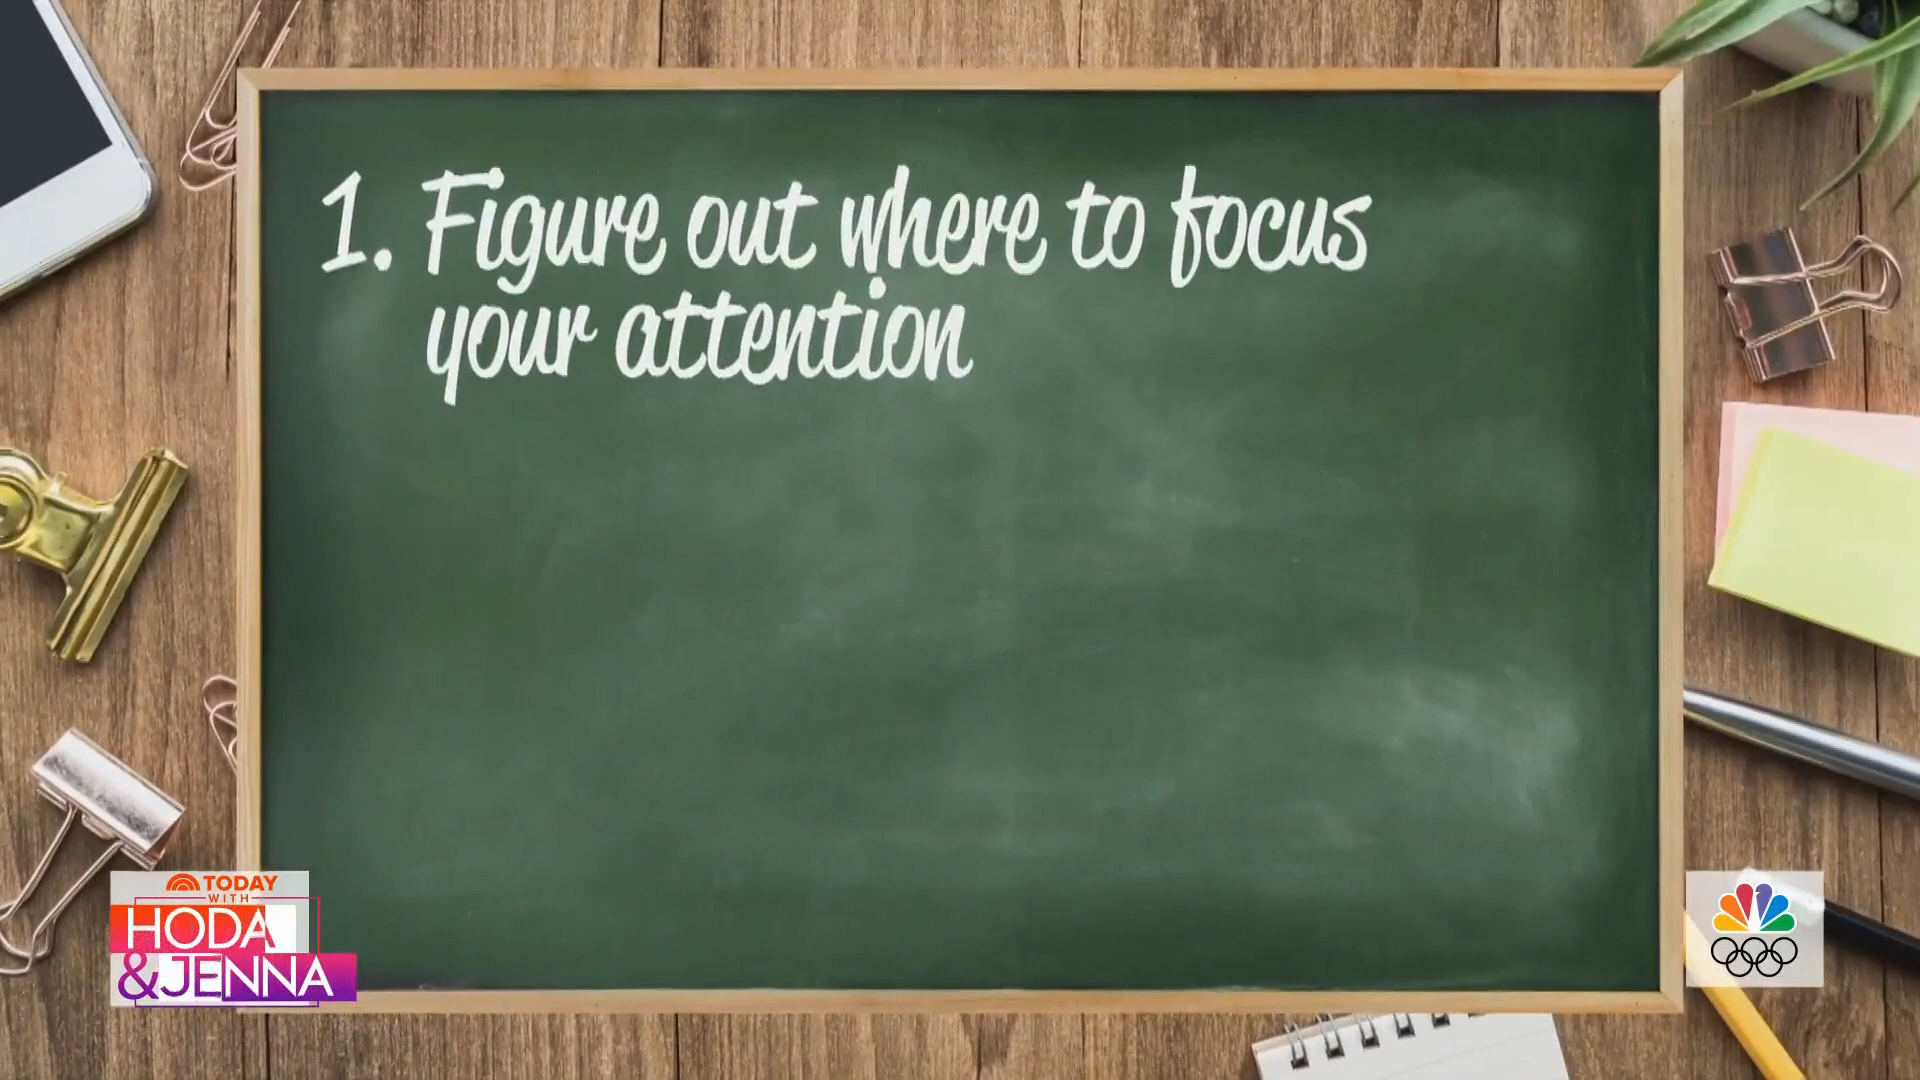 1. Figure out where to focus
your attention
TODAY
WITH
HODA
&JENNA